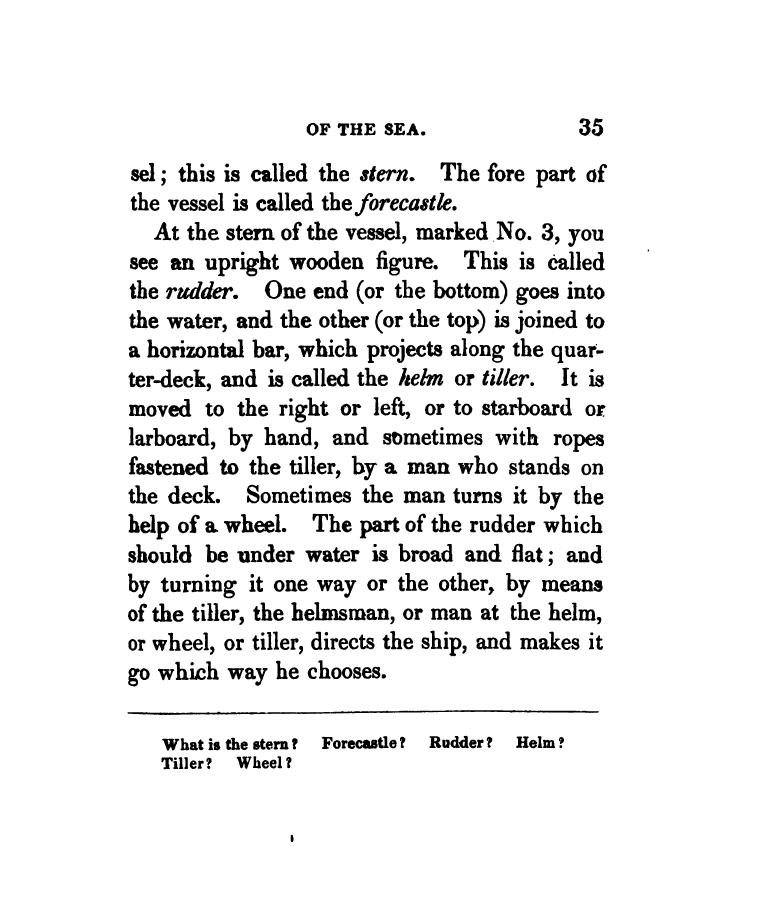 OF THE SEA. 35
sel; this is called the stern. The fore part of
the vessel is called the forecastle.
At the stern of the vessel, marked No. 3, you
see an upright wooden figure. This is called
the rudder. One end (or the bottom) goes into
the water, and the other (or the top) is joined to
a horizontal bar, which projects along the quar-
ter-deck, and is called the helm or tiller. It is
moved to the right or left, or to starboard or
larboard, by hand, and sometimes with ropes
fastened to the tiller, by a man who stands on
the deck. Sometimes the man turns it by the
help of a wheel. The part of the rudder which
should be under water is broad and flat; and
by turning it one way or the other, by means
of the tiller, the helmsman, or man at the helm,
or wheel, or tiller, directs the ship, and makes it
go which way he chooses.
What is the stern? Forecastle? Rudder? Helm?
Tiller? Wheel?